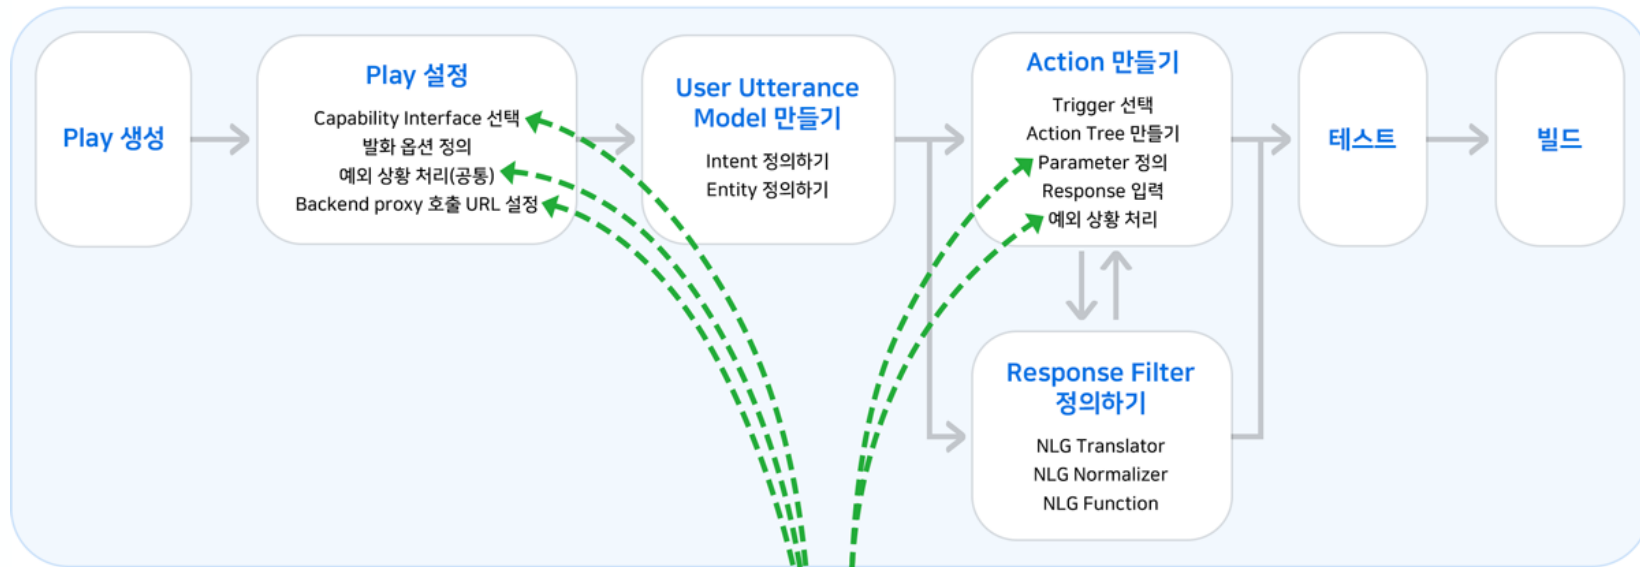 Play 생성
Play 설정
Capability Interface 선택
발화 옵션 정의
예외 상황 처리(공통)
Backend proxy 호출 URL 설정
User Utterance
Model 만들기
Intent 정의하기
Entity 정의하기
Action 만들기
Trigger 선택
Action Tree 만들기
Parameter 정의
Response 입력
예외 상황 처리
Response Filter
정의하기
NLG Translator
NLG Normalizer
NLG Function
테스트
빌드